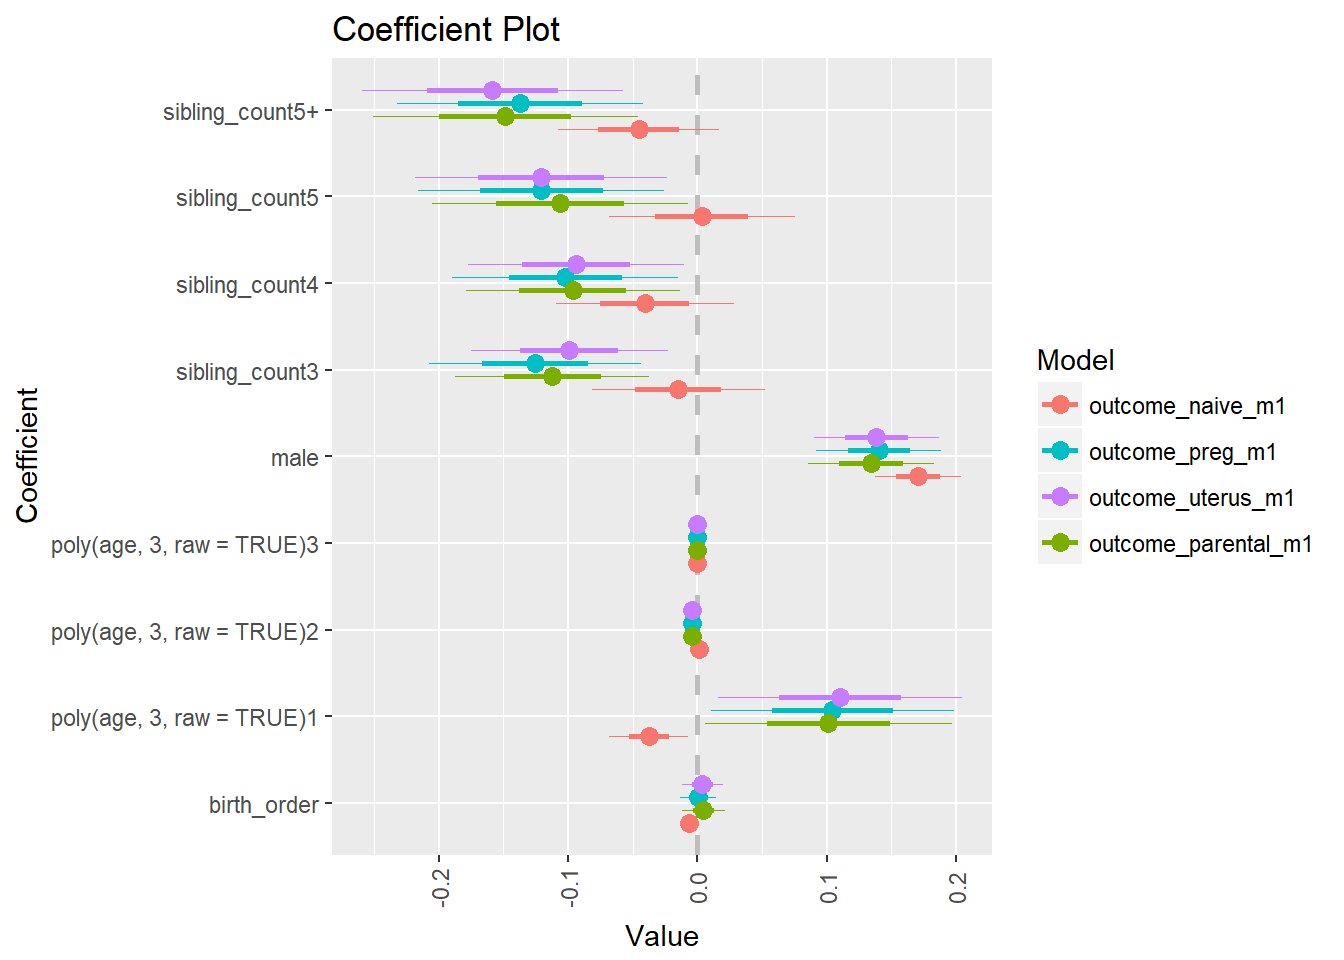 Coefficient Plot
sibling_count5+
sibling_count5
sibling_count4
sibling_count3
male
poly(age, 3, raw = TRUE)3
poly(age, 3, raw = TRUE)2
poly(age, 3, raw = TRUE)1
birth_order
Coefficient
-0.2
-0.1
0.0
0.1
0.2
Value
Model
outcome_naive_m1
outcome_preg_m1
outcome_uterus_m1
outcome_parental_m1